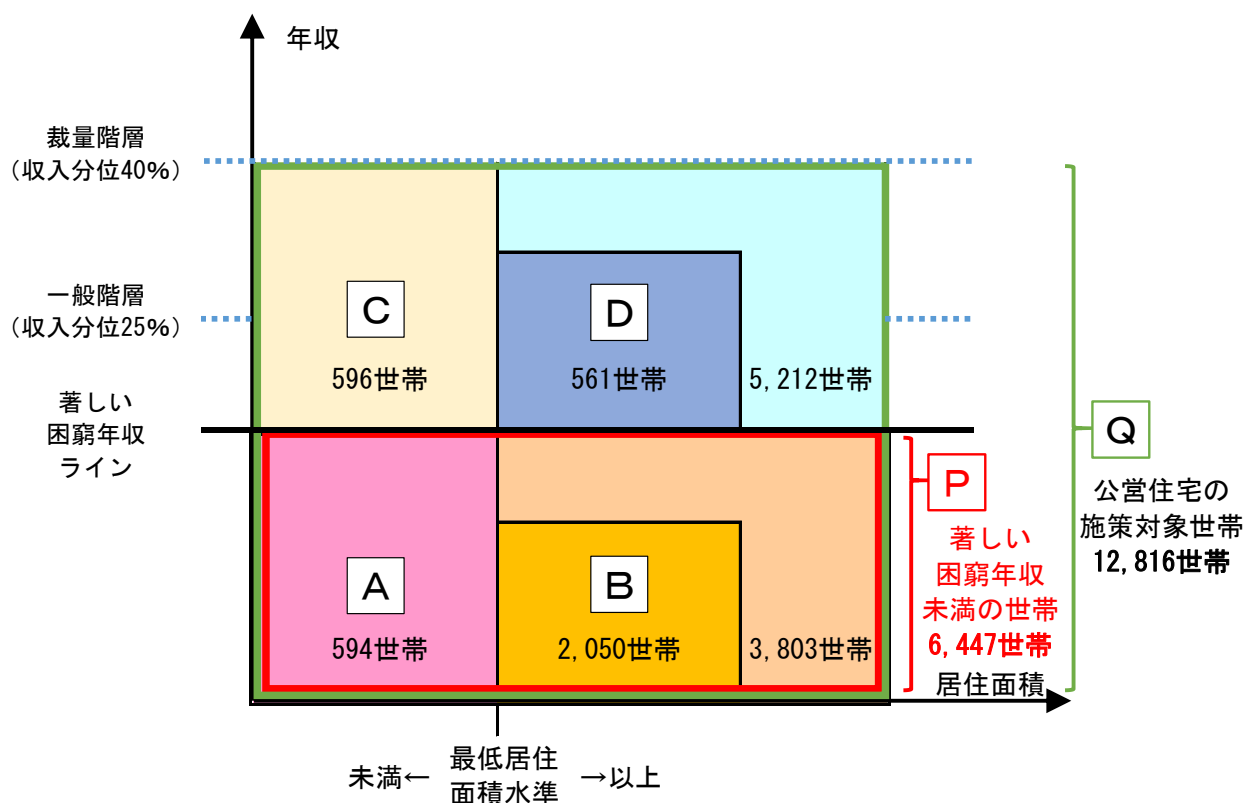 年収
裁量階層
（収入分位40%）
一般階層
（収入分位25%）
著しい
困窮年収
ライン
C
596世帯
D
561世帯
5,212世帯
A
594世帯
B
2,050世帯
3,803世帯
P
著しい
困窮年収
未満の世帯
6,447世帯
Q
公営住宅の
施策対象世帯
12,816世帯
居住面積
未満←
最低居住
面積水準
→以上